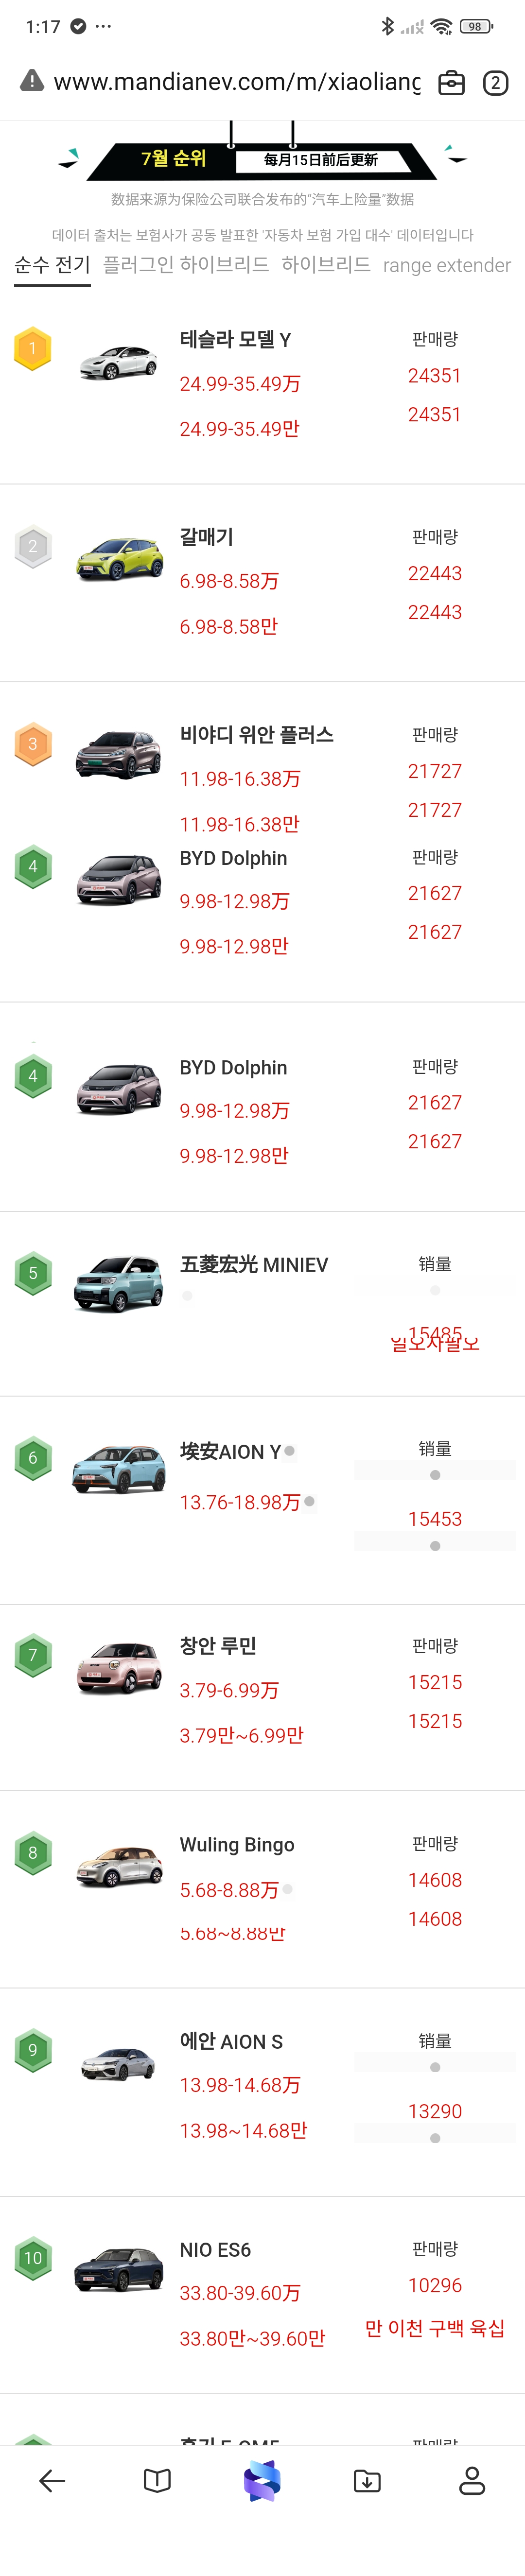 1:17
98
www.mandianev.com/m/xiaoliang
2
7월 순위
每月15日前后更新
数据来源为保险公司联合发布的"汽车上险量"数据
데이터 출처는 보험사가 공동 발표한 '자동차 보험 가입 대수' 데이터입니다
순수 전기 플러그인 하이브리드 하이브리드 range extender
1
테슬라 모델 Y
판매량
24.99-35.49万
24351
24.99-35.49만
24351
2
갈매기
판매량
6.98-8.58万
22443
6.98-8.58만
22443
3
비야디 위안 플러스
판매량
11.98-16.38万
21727
11.98-16.38만
21727
4
BYD Dolphin
판매량
9.98-12.98万
21627
9.98-12.98만
21627
4
BYD Dolphin
판매량
9.98-12.98万
21627
9.98-12.98만
21627
5
五菱宏光 MINIEV
销量
15485
일오사팔오
6
埃安AION Y
销量
13.76-18.98万
15453
7
창안 루민
판매량
3.79-6.99万
15215
3.79만~6.99만
15215
8
Wuling Bingo
판매량
5.68-8.88万
14608
5.68~8.88만
14608
9
에안 AION S
销量
13.98-14.68万
13290
13.98~14.68만
10
NIO ES6
판매량
33.80-39.60万
10296
33.80만~39.60만
만 이천 구백 육십
판매량